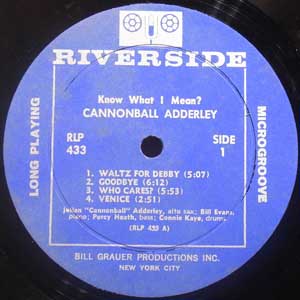 RIVERSIDE
Know What I Mean?
CANNONBALL ADDERLEY
RLP
433
SIDE
1
LONG PLAYING
MICROGROOVE
1. WALTZ FOR DEBBY (5:07)
2. GOODBYE (6:12)
3. WHO CARES? (5:53)
4. VENICE (2:51)
Julian "Cannonball" Adderley, alto sax; Bill Evans,
piano; Percy Heath, bass; Connie Kaye, drums.
(RLP 433 A)
BILL GRAUER PRODUCTIONS INC.
NEW YORK CITY